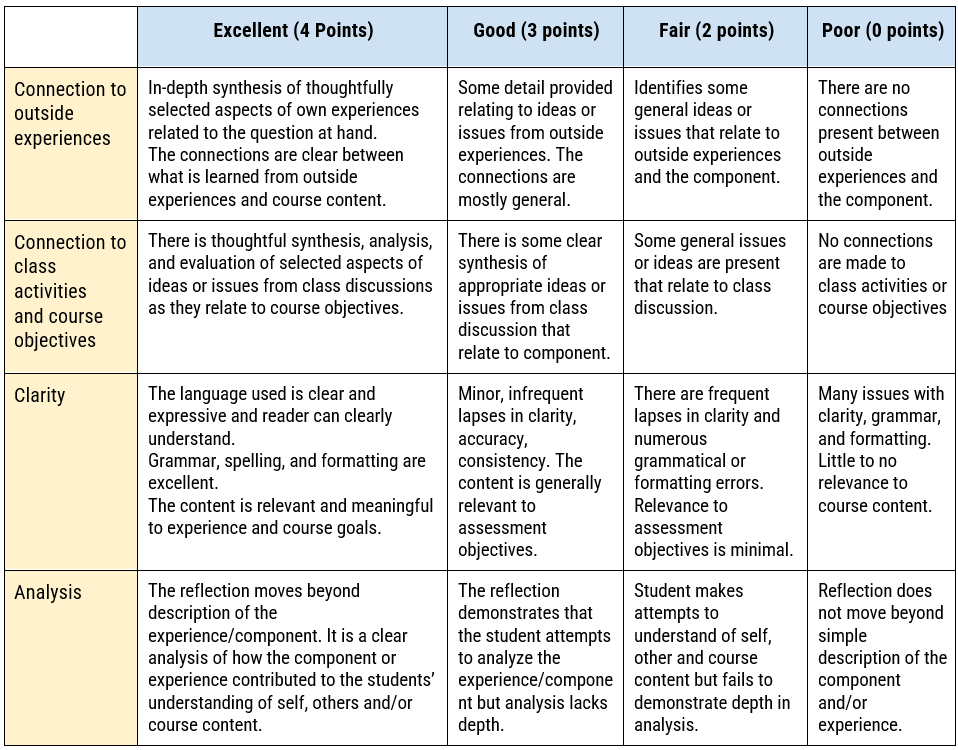 Excellent (4 Points)
Good (3 points)
Fair (2 points)
Poor (0 points)
Connection to
outside
experiences
In-depth synthesis of thoughtfully
selected aspects of own experiences
related to the question at hand.
The connections are clear between
what is learned from outside
experiences and course content.
Some detail provided
relating to ideas or
issues from outside
experiences. The
connections are
mostly general.
Identifies some
general ideas or
issues that relate to
outside experiences
and the component.
There are no
connections
present between
outside
experiences and
the component.
Connection to
class
activities
and course
objectives
There is thoughtful synthesis, analysis,
and evaluation of selected aspects of
ideas or issues from class discussions
as they relate to course objectives.
There is some clear
synthesis of
appropriate ideas or
issues from class
discussion that
relate to component.
Some general issues
or ideas are present
that relate to class
discussion.
No connections
are made to
class activities or
course objectives
Clarity
The language used is clear and
expressive and reader can clearly
understand.
Grammar, spelling, and formatting are
excellent.
The content is relevant and meaningful
to experience and course goals.
Minor, infrequent
lapses in clarity,
accuracy,
consistency. The
content is generally
relevant to
assessment
objectives.
There are frequent
lapses in clarity and
numerous
grammatical or
formatting errors.
Relevance to
assessment
objectives is minimal.
Many issues with
clarity, grammar,
and formatting.
Little to no
relevance to
course content.
Analysis
The reflection moves beyond
description of the
experience/component. It is a clear
analysis of how the component or
experience contributed to the students’
understanding of self, others and/or
course content.
The reflection
demonstrates that
the student attempts
to analyze the
experience/compone
nt but analysis lacks
depth.
Student makes
attempts to
understand of self,
other and course
content but fails to
demonstrate depth in
analysis.
Reflection does
not move beyond
simple
description of the
component
and/or
experience.